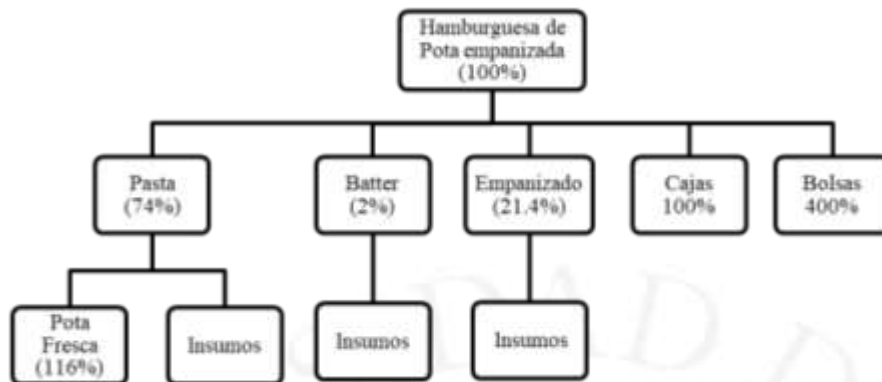 Hamburguesa de
Pota empanizada
(100%)
Pasta
(74%)
Batter
(2%)
Empanizado
(21.4%)
Cajas
100%
Bolsas
400%
Pota
Fresca
(116%)
Insumos
Insumos
Insumos
DAD D